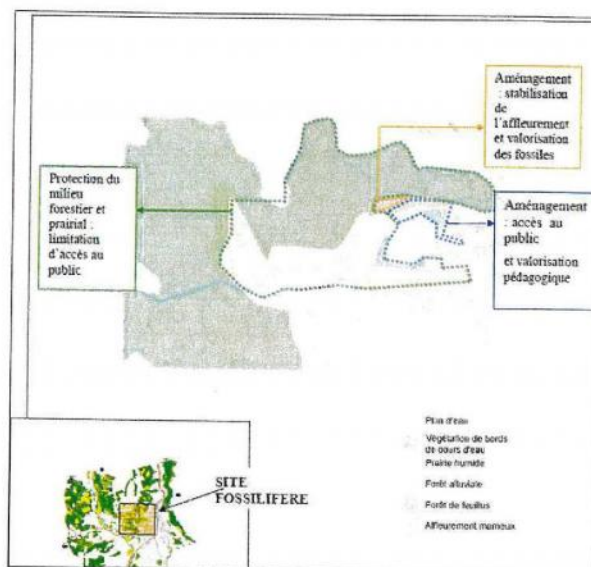 Aménagement
: stabilisation
de
l'affleurement
et valorisation
des fossiles
Protection du
milieu
forestier et
prairial :
limitation
d'accès au
public
Aménagement
: accès au
public
et valorisation
pédagogique
Plan d'eau
Végétation de bords
de cours d'eau
Prairie humide
Forêt alluviale
Forêt de feuillus
Affleurement marneux
SITE
FOSSILIFERE